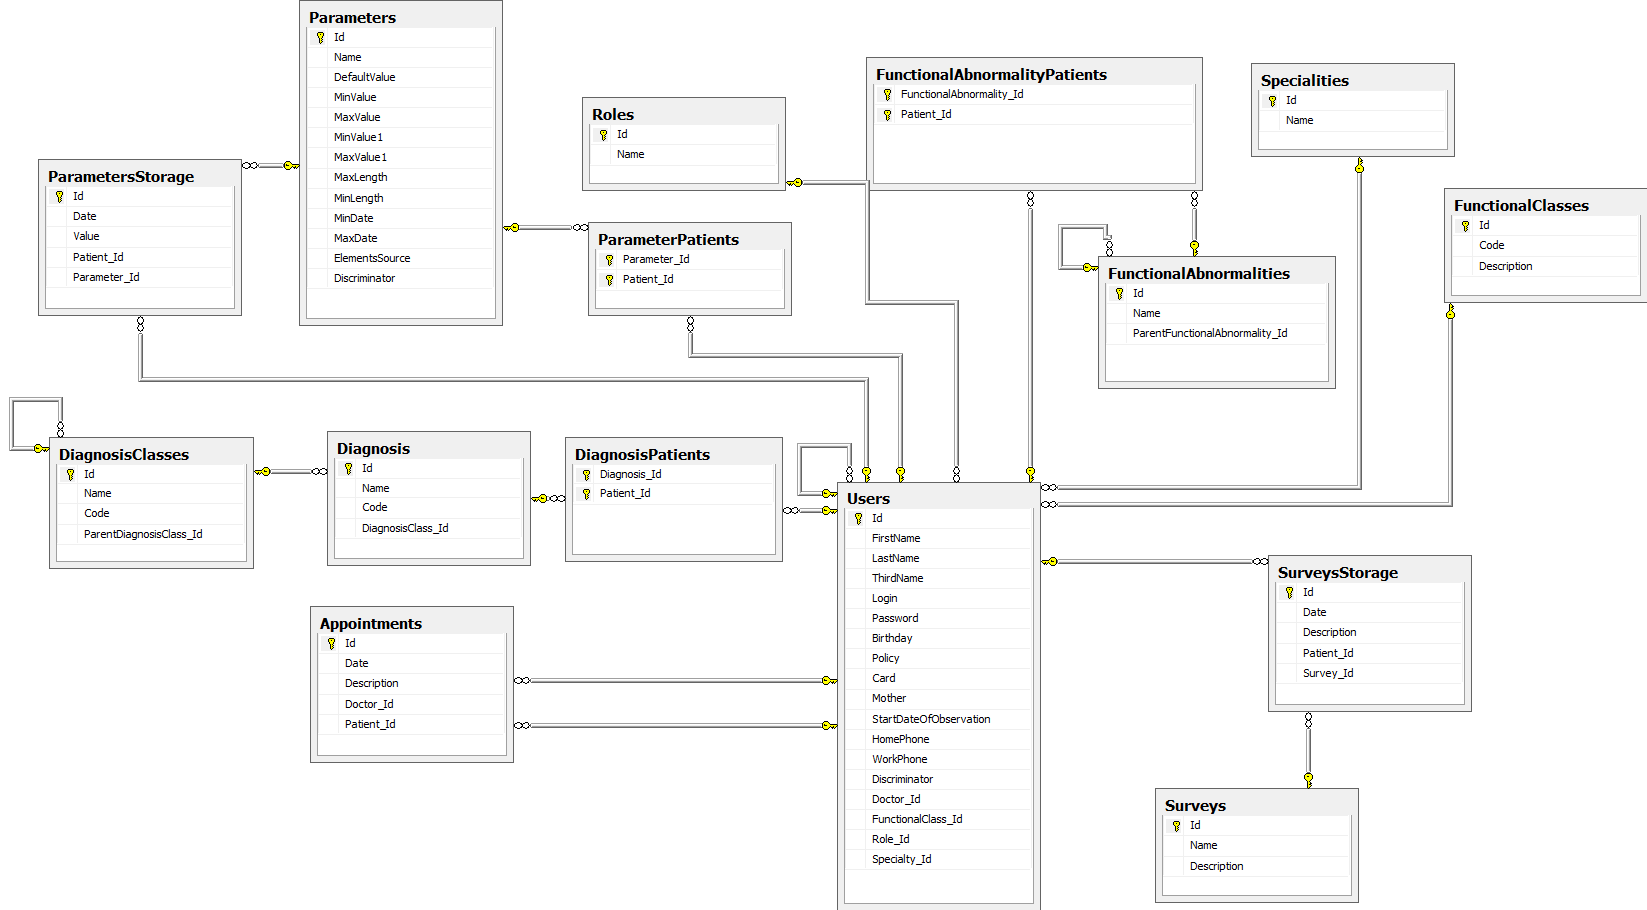 Parameters
Id
Name
DefaultValue
MinValue
MaxValue
MinValue1
MaxValue1
MaxLength
MinLength
MinDate
MaxDate
ElementsSource
Discriminator
FunctionalAbnormalityPatients
FunctionalAbnormality_Id
Patient_Id
Specialities
Id
Name
Roles
Id
Name
ParametersStorage
Id
Date
Value
Patient_Id
Parameter_Id
FunctionalClasses
Id
Code
Description
ParameterPatients
Parameter_Id
Patient_Id
FunctionalAbnormalities
Id
Name
ParentFunctionalAbnormality_Id
DiagnosisClasses
Id
Name
Code
ParentDiagnosisClass_Id
Diagnosis
Id
Name
Code
DiagnosisClass_Id
DiagnosisPatients
Diagnosis_Id
Patient_Id
Users
Id
FirstName
LastName
ThirdName
Login
Password
Birthday
Policy
Card
Mother
StartDateOfObservation
HomePhone
WorkPhone
Discriminator
Doctor_Id
FunctionalClass_Id
Role_Id
Specialty_Id
SurveysStorage
Id
Date
Description
Patient_Id
Survey_Id
Appointments
Id
Date
Description
Doctor_Id
Patient_Id
Surveys
Id
Name
Description